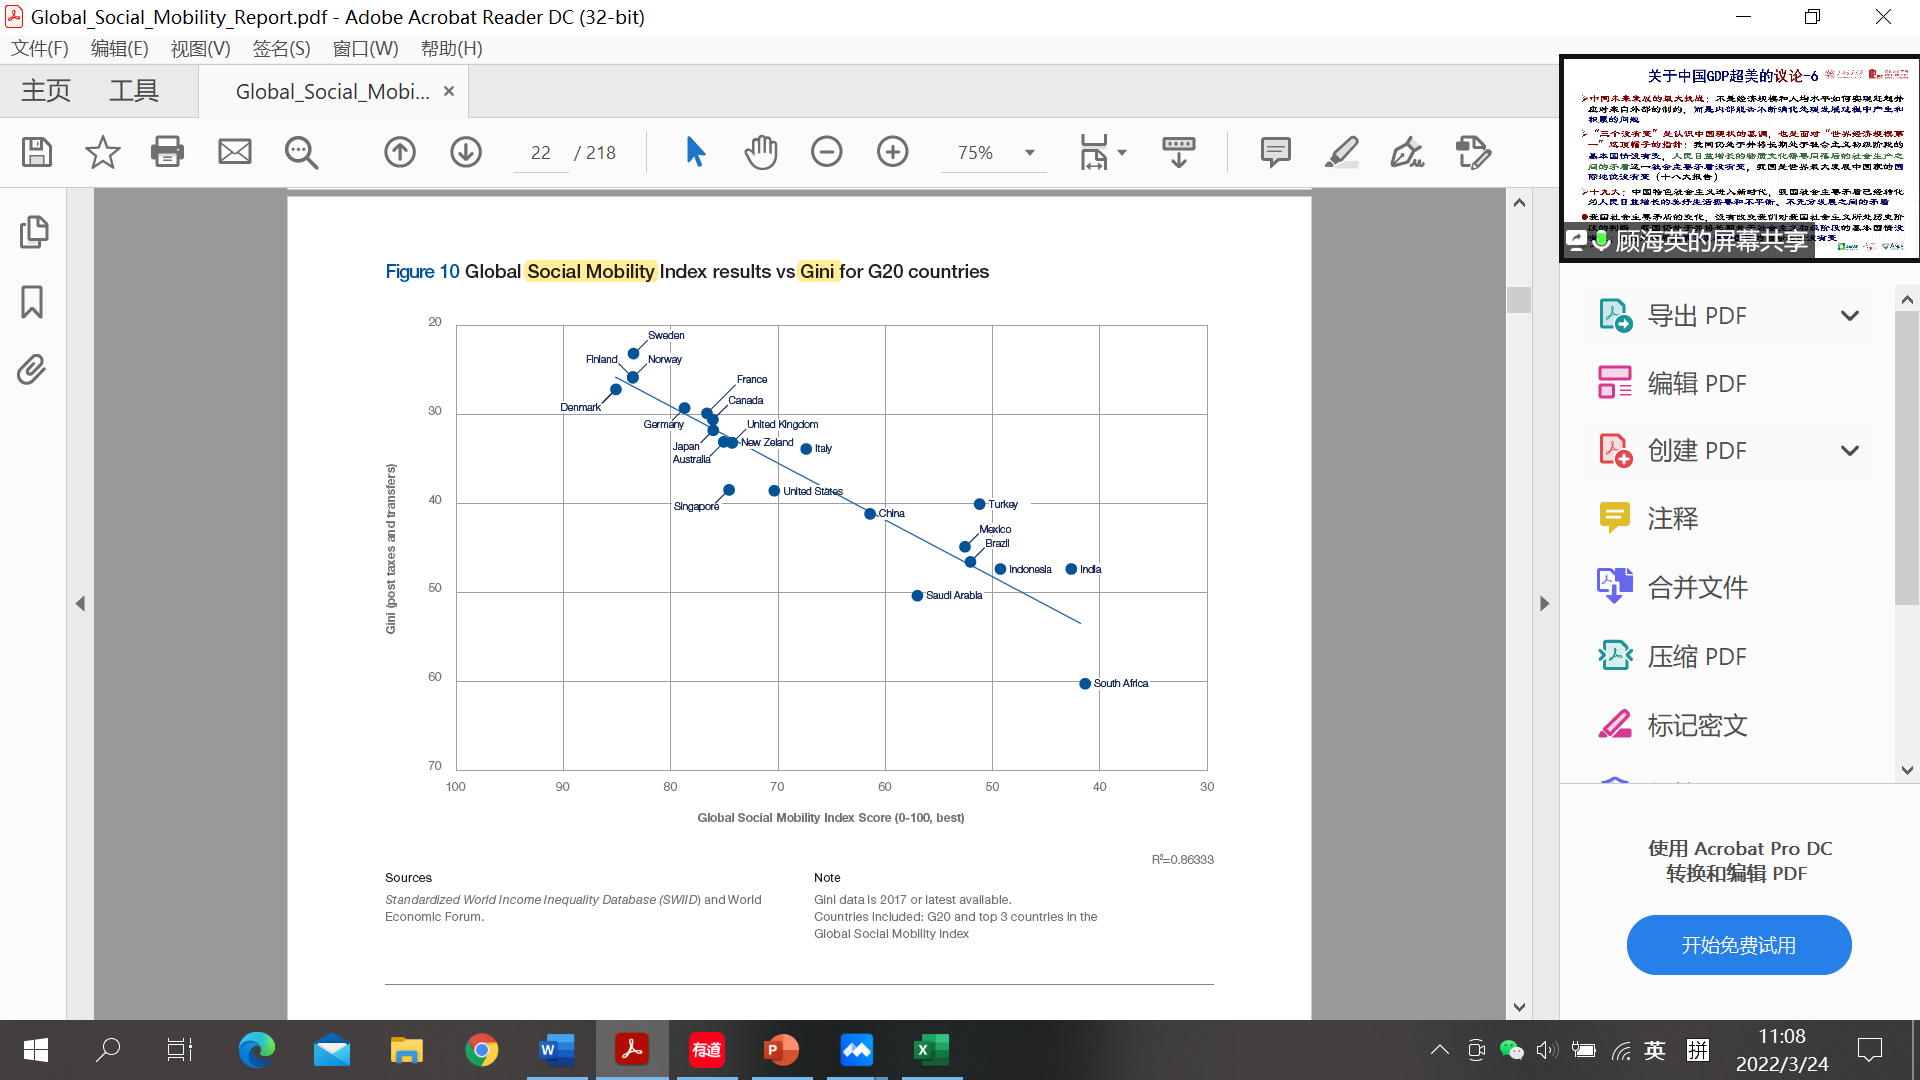 Global_Social_Mobility_Report.pdf - Adobe Acrobat Reader DC (32-bit)
文件(F) 编辑(E) 视图(V) 签名(S) 窗口(W) 帮助(H)
主页 工具 Global_Social_Mobi... ×
22 / 218 75%
关于中国GDP超美的议论-6
顾海英的屏幕共享
Figure 10 Global Social Mobility Index results vs Gini for G20 countries
Gini (post taxes and transfers)
20
30
40
50
60
70
Sweden
Finland Norway
Denmark
France
Canada
Germany
United Kingdom
Japan
New Zeland
Australia
Italy
Singapore
United States
China
Turkey
Mexico
Brazil
Indonesia
India
Saudi Arabia
South Africa
100 90 80 70 60 50 40 30
Global Social Mobility Index Score (0-100, best)
R²=0.86333
Sources
Standardized World Income Inequality Database (SWIID) and World
Economic Forum.
Note
Gini data is 2017 or latest available.
Countries included: G20 and top 3 countries in the
Global Social Mobility Index
导出 PDF
编辑 PDF
创建 PDF
注释
合并文件
压缩 PDF
标记密文
使用 Acrobat Pro DC
转换和编辑 PDF
开始免费试用
W
有道
P
X
英 拼
11:08
2022/3/24